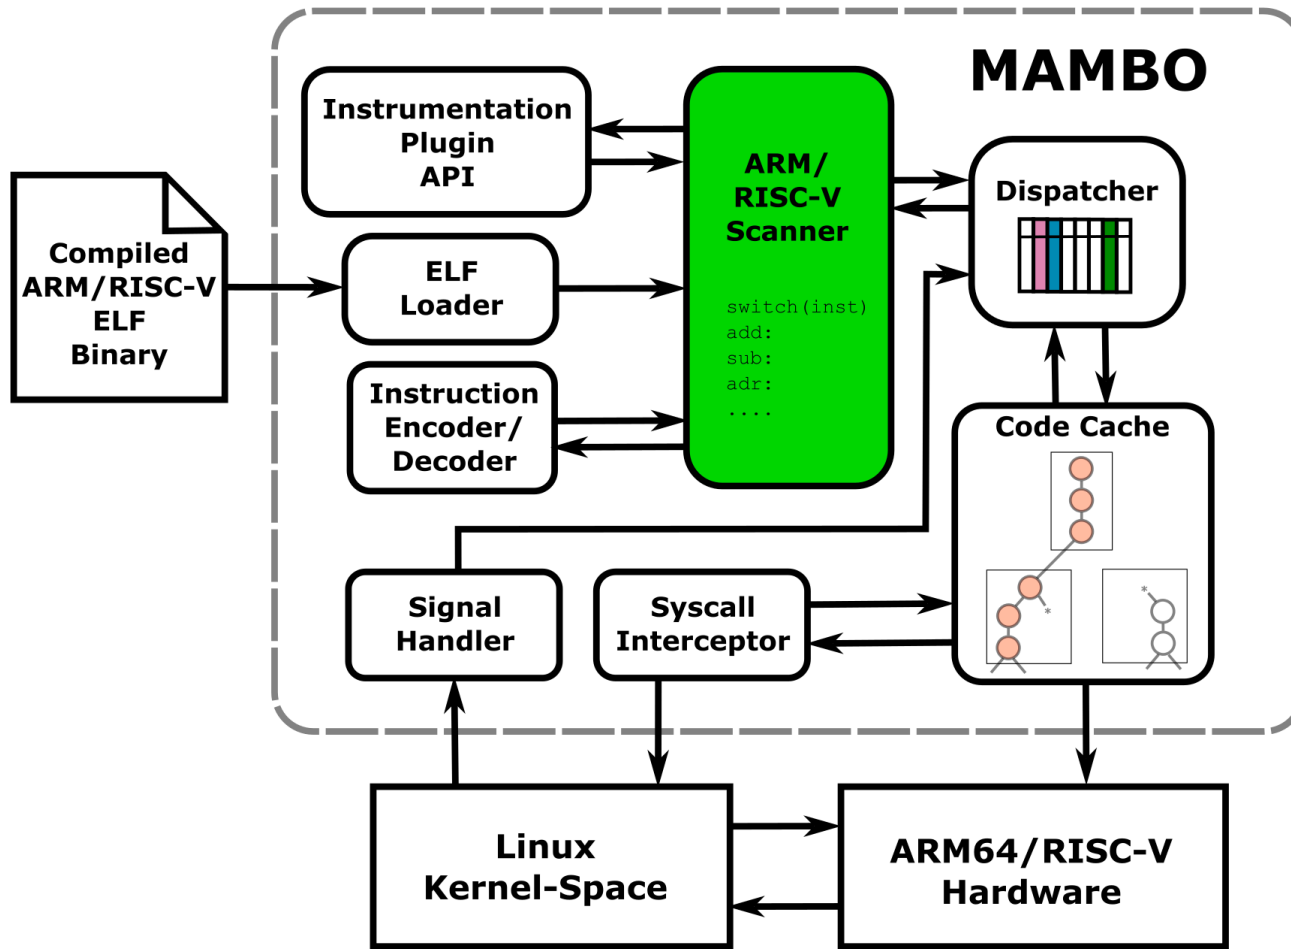 MAMBO
Instrumentation
Plugin
API
ARM/
RISC-V
Scanner
switch(inst)
add:
sub:
adr:
....
Dispatcher
Compiled
ARM/RISC-V
ELF
Binary
ELF
Loader
Instruction
Encoder/
Decoder
Code Cache
*
*
Signal
Handler
Syscall
Interceptor
Linux
Kernel-Space
ARM64/RISC-V
Hardware